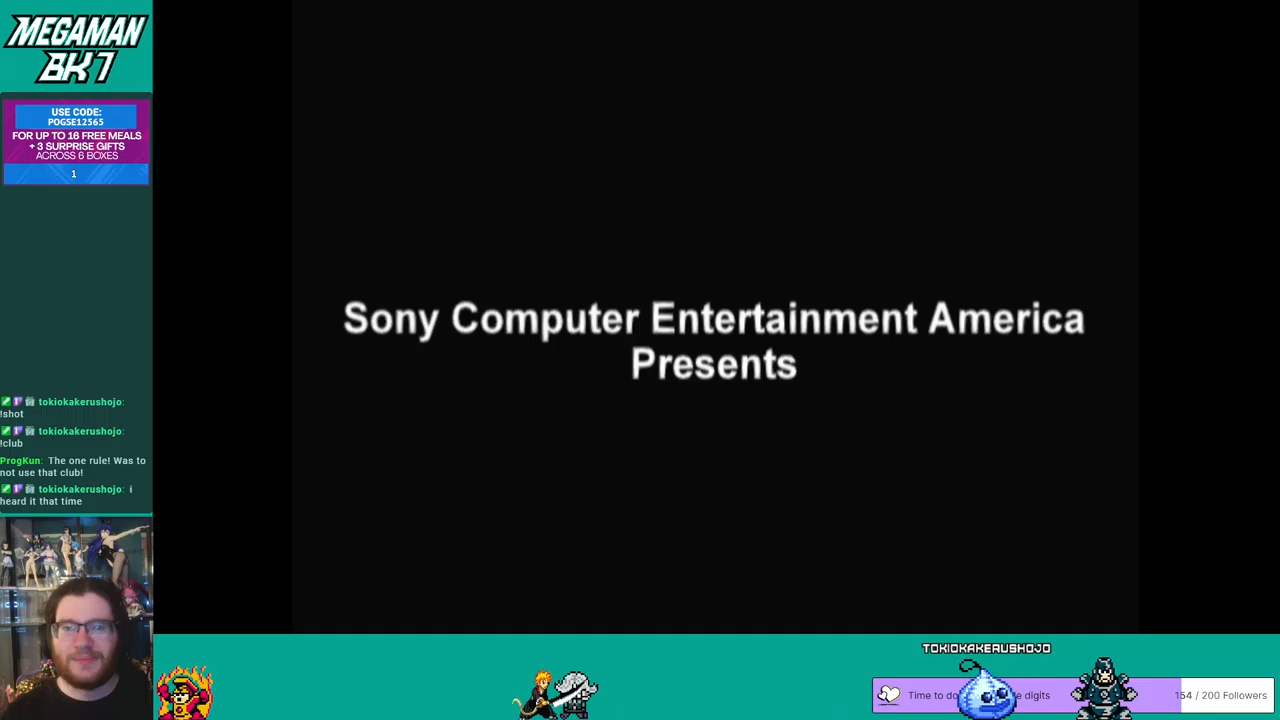 MEGAMAN
BK7
USE CODE:
POGSE12565
FOR UP TO 16 FREE MEALS
+ 3 SURPRISE GIFTS
ACROSS 6 BOXES
1
Sony Computer Entertainment America
Presents
tokiokakerushojo:
!shot
tokiokakerushojo:
!club
ProgKun: The one rule! Was to
not use that club!
tokiokakerushojo: i
heard it that time
TOKIOKAKERUSHOJO
Time to do digits
154 / 200 Followers